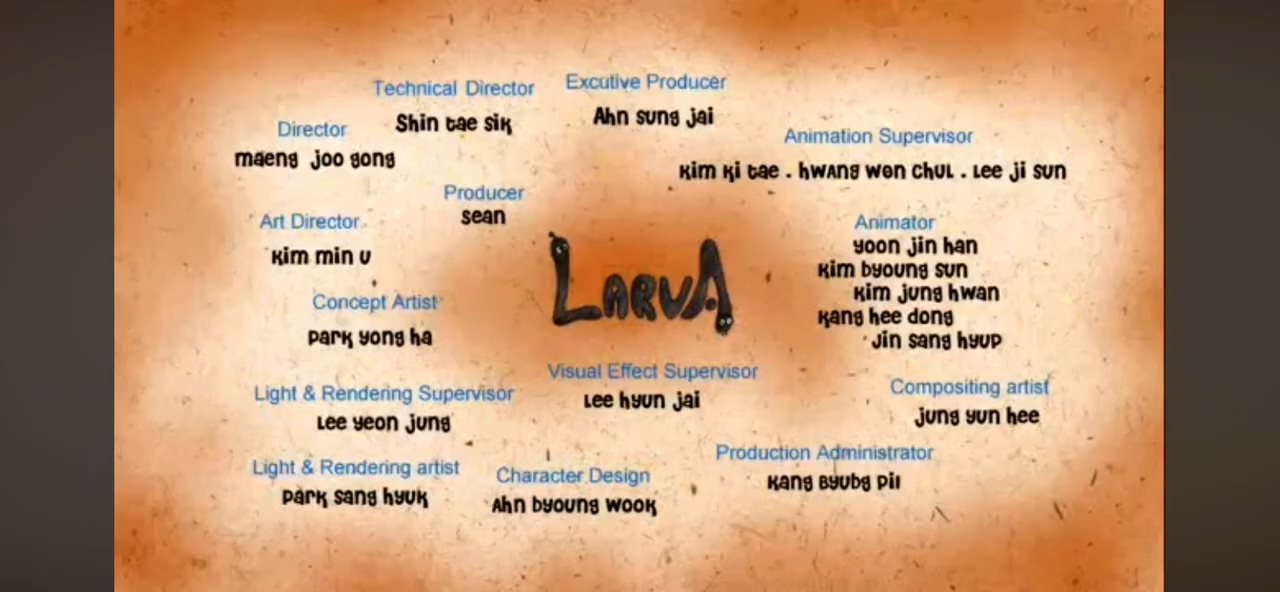 Technical Director
Shin tae sik
Excutive Producer
Ahn sung jai
Director
maeng joo gong
Animation Supervisor
Kim Ki tae . hwang won chul . Lee ji sun
Producer
sean
Art Director
Kim min u
Animator
yoon jin han
Kim byoung sun
Kim jung hwan
Kang hee dong
Jin sang hyup
LARVA
Concept Artist
park yong ha
Visual Effect Supervisor
Lee hyun jai
Light & Rendering Supervisor
Lee yeon jung
Compositing artist
jung yun hee
Light & Rendering artist
park sang hyuk
Character Design
Ahn byoung wook
Production Administrator
Kang Byubg pil